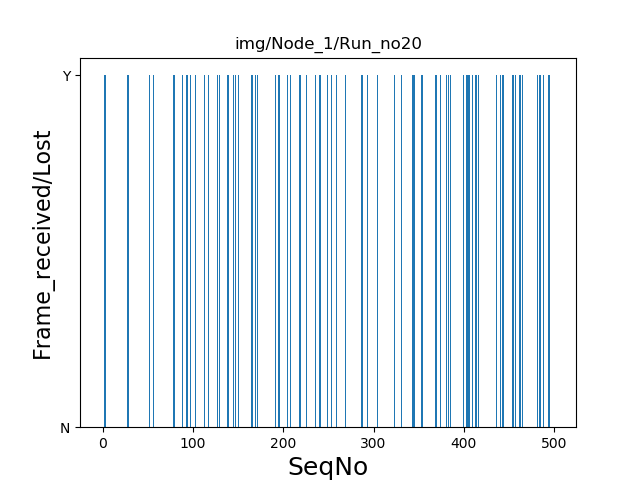 img/Node_1/Run_no20
Y
Frame_received/Lost
N
0 100 200 300 400 500
SeqNo